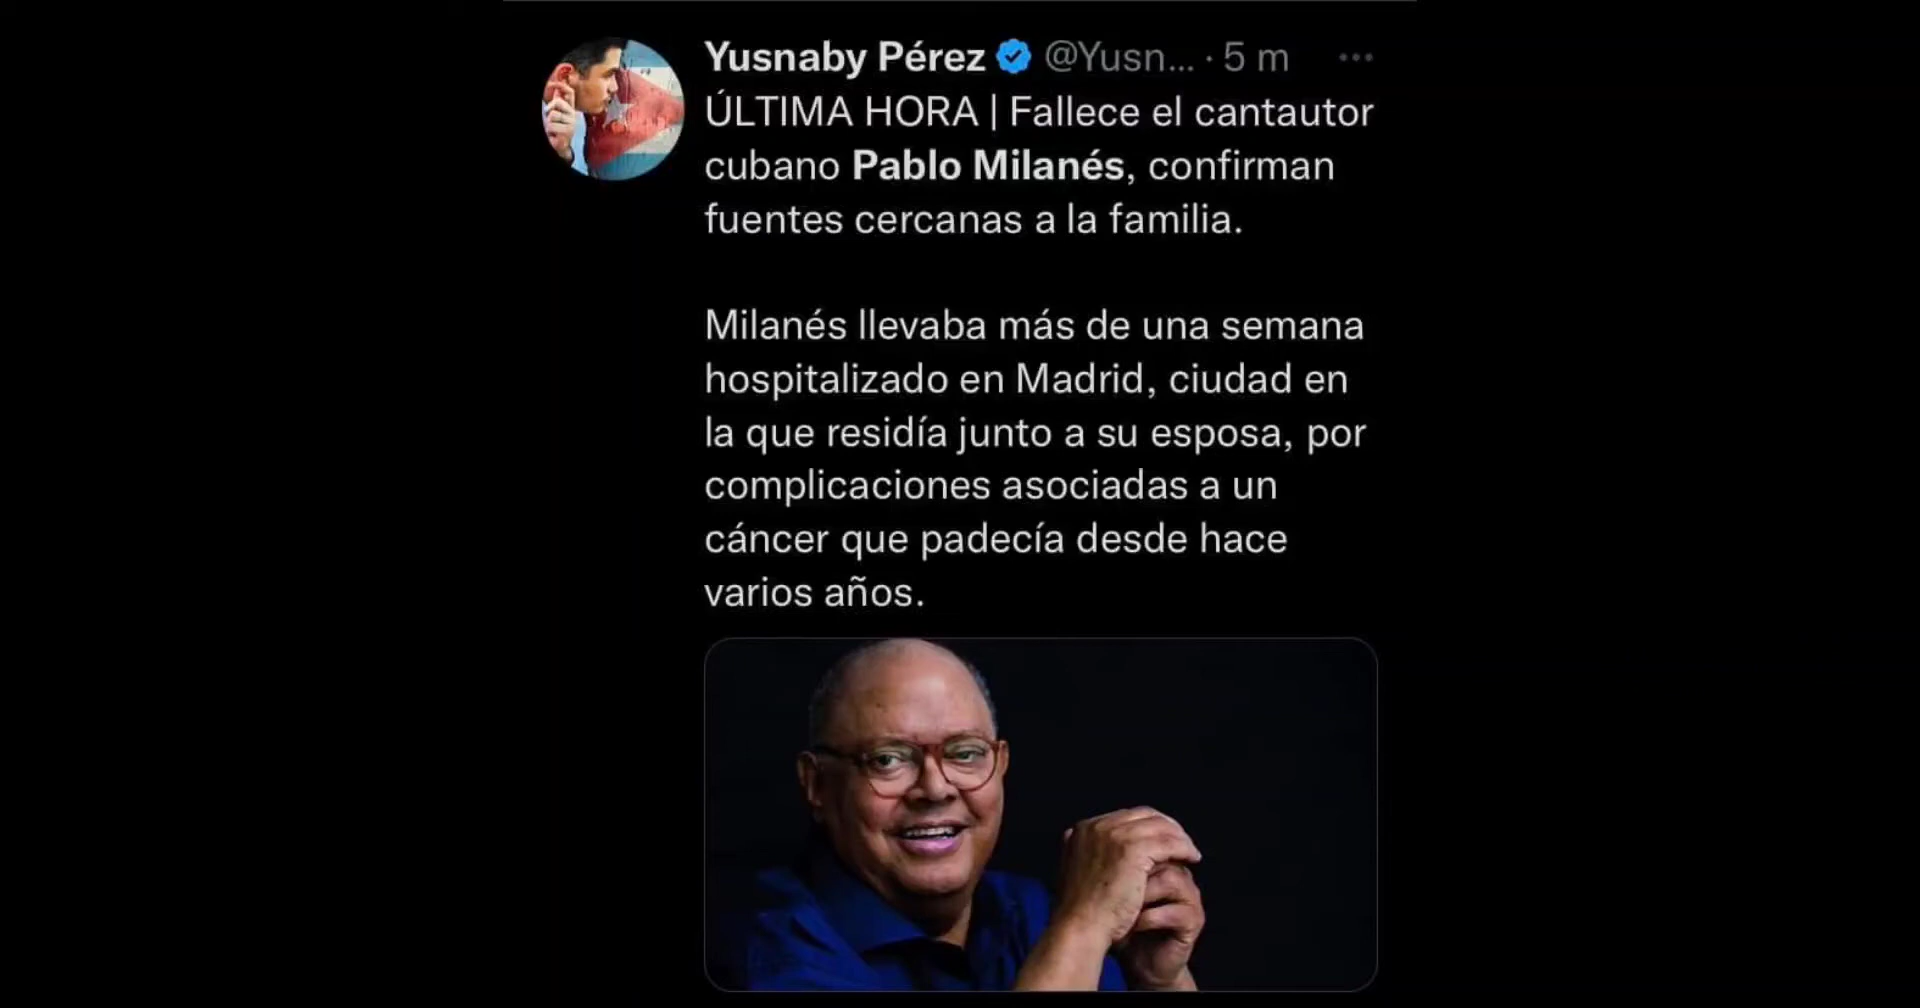 Yusnaby Pérez @Yusn... · 5 m
ÚLTIMA HORA | Fallece el cantautor
cubano Pablo Milanés, confirman
fuentes cercanas a la familia.
Milanés llevaba más de una semana
hospitalizado en Madrid, ciudad en
la que residía junto a su esposa, por
complicaciones asociadas a un
cáncer que padecía desde hace
varios años.